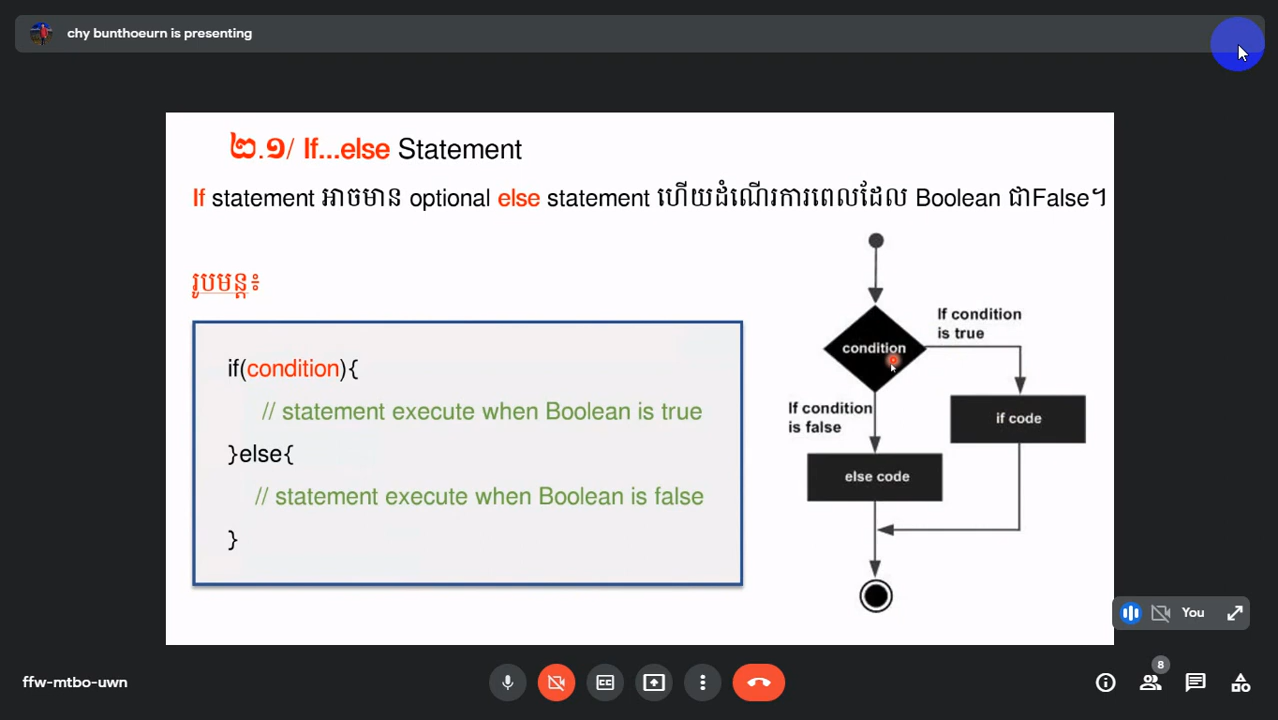 chy bunthoeurn is presenting
២.១/ If...else Statement
If statement អាចមាន optional else statement ហើយដំណើរការពេលដែល Boolean ជាFalse។
រូបមន្ត៖
if(condition){
// statement execute when Boolean is true
}else{
// statement execute when Boolean is false
}
condition
If condition
is true
if code
If condition
is false
else code
You
ffw-mtbo-uwn
CC
8